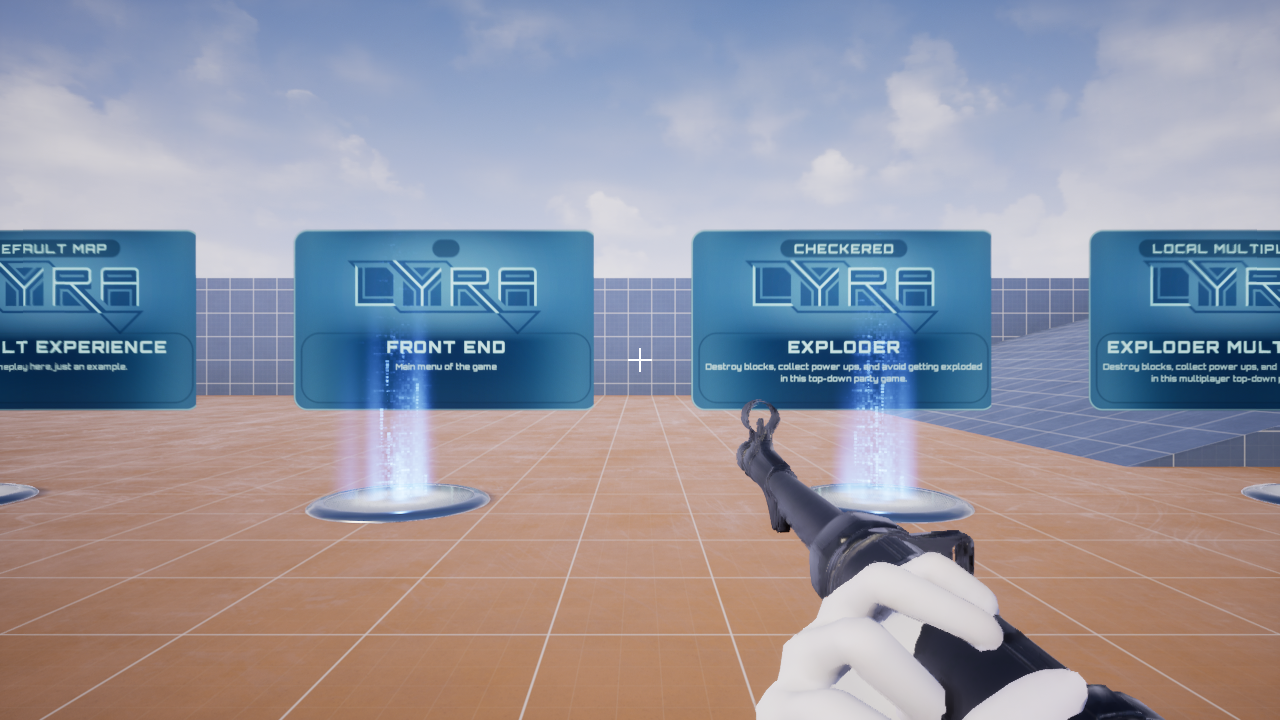 EFAULT MAP
LYRA
LT EXPERIENCE
meplay here, just an example.
LYRA
FRONT END
Main menu of the game
CHECKERED
LYRA
EXPLODER
Destroy blocks, collect power ups, and avoid getting exploded
in this top-down party game.
LOCAL MULTIPL
LYR
EXPLODER MULT
Destroy blocks, collect power ups, and
in this multiplayer top-down